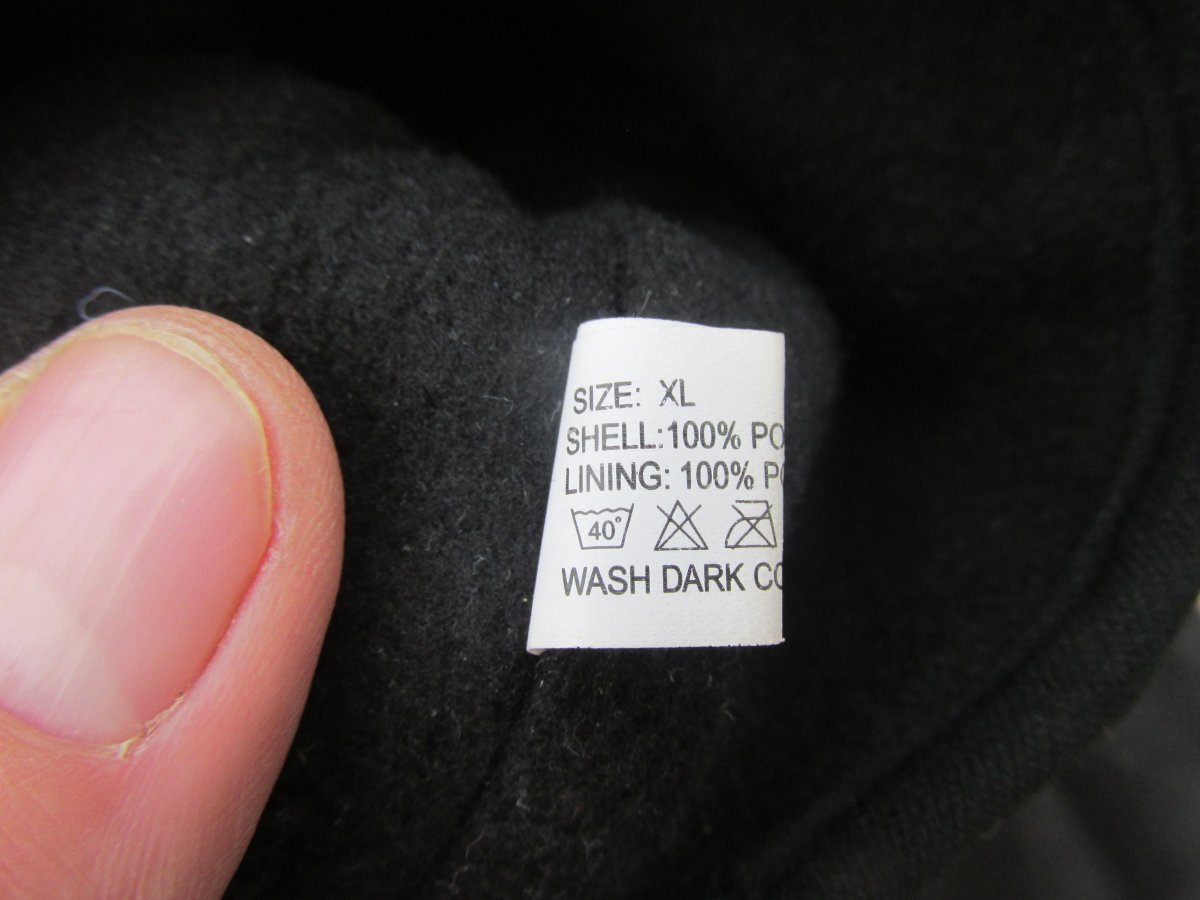 SIZE: XL
SHELL:100% PO
LINING: 100% PO
40°
WASH DARK CO